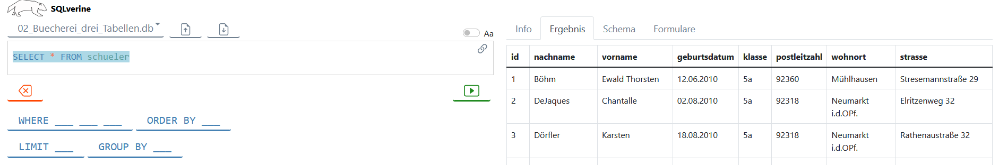 SQLverine
02_Buecherei_drei_Tabellen.db
Aa
SELECT * FROM schueler
WHERE ___ ___ ___ ORDER BY ___
LIMIT ___ GROUP BY ___
Info Ergebnis Schema Formulare
id nachname vorname geburtsdatum klasse postleitzahl wohnort strasse
1 Böhm Ewald Thorsten 12.06.2010 5a 92360 Mühlhausen Stresemannstraße 29
2 DeJaques Chantalle 02.08.2010 5a 92318 Neumarkt Elritzenweg 32
i.d.OPf.
3 Dörfler Karsten 18.08.2010 5a 92318 Neumarkt Rathenaustraße 32
i.d.OPf.